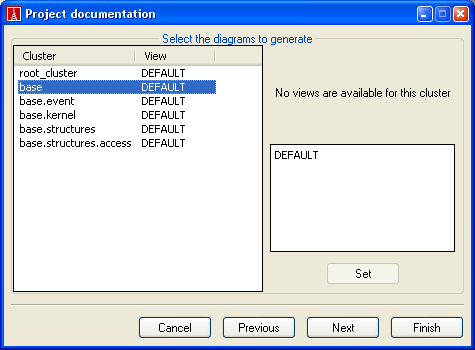 Project documentation
Select the diagrams to generate
Cluster View
root_cluster DEFAULT
base DEFAULT
base.event DEFAULT
base.kernel DEFAULT
base.structures DEFAULT
base.structures.access DEFAULT
No views are available for this cluster
DEFAULT
Set
Cancel Previous Next Finish